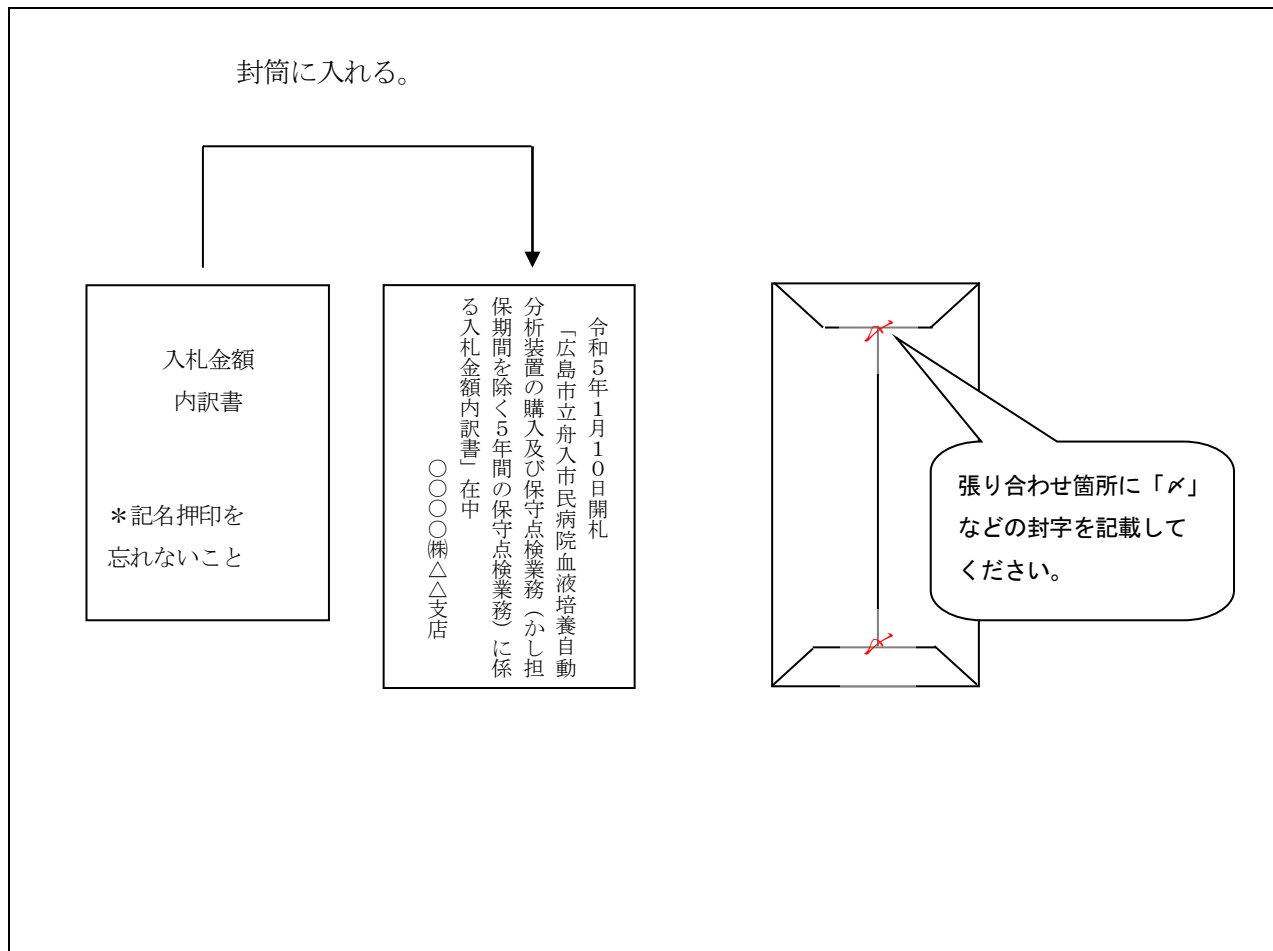 封筒に入れる。
入札金額
内訳書
＊記名押印を
忘れないこと
令和５年１月１０日開札
「広島市立舟入市民病院血液培養自動
分析装置の購入及び保守点検業務（かし担
保期間を除く５年間の保守点検業務）に係
る入札金額内訳書」在中
○○○○㈱△△支店
〆
張り合わせ箇所に「〆」
などの封字を記載して
ください。
〆